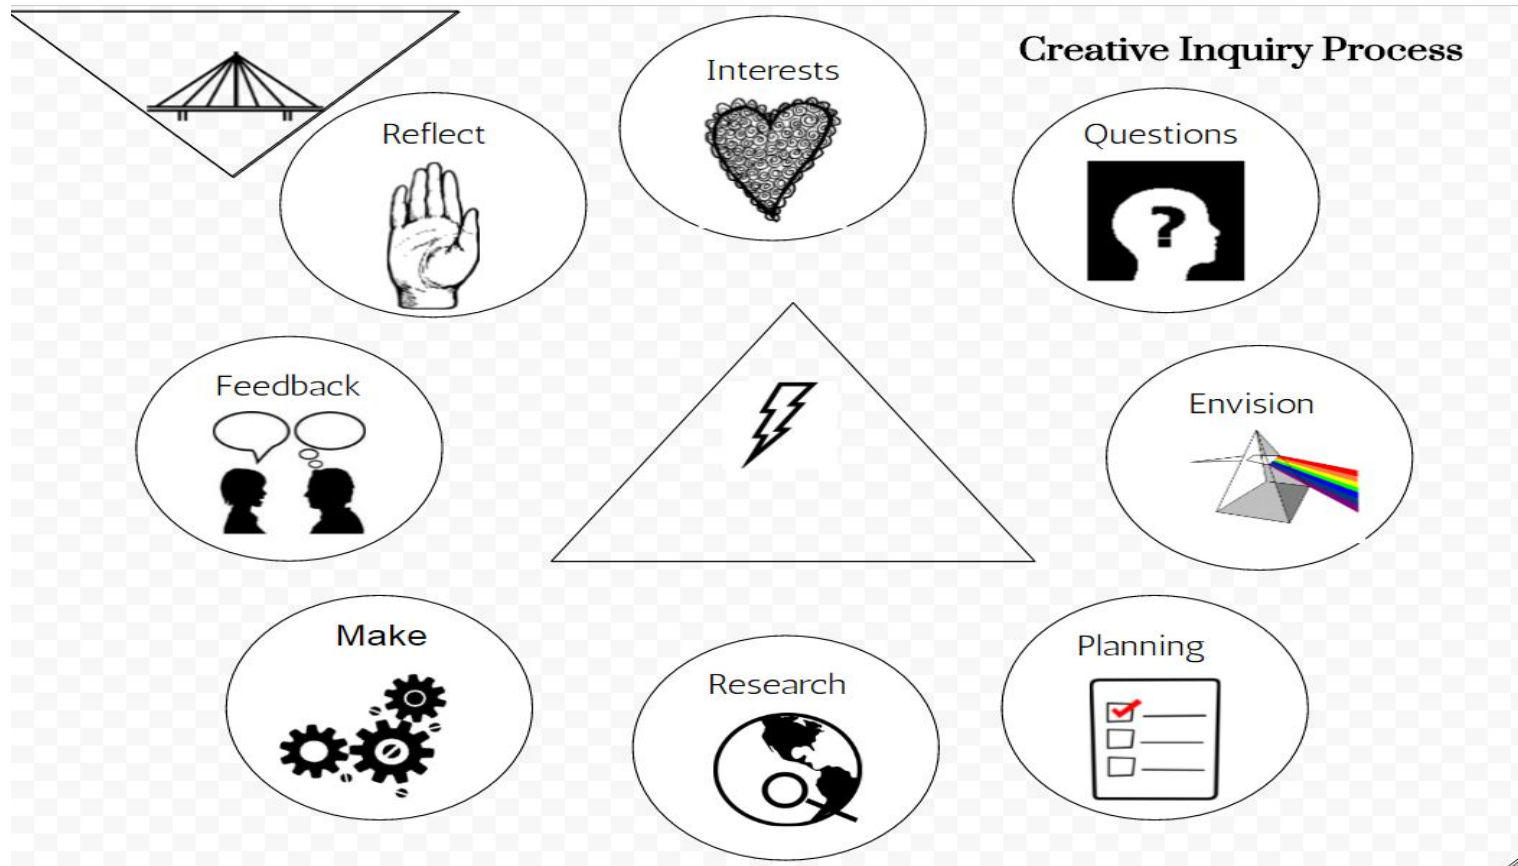 Creative Inquiry Process
Interests
Questions
Envision
Planning
Research
Make
Feedback
Reflect
?